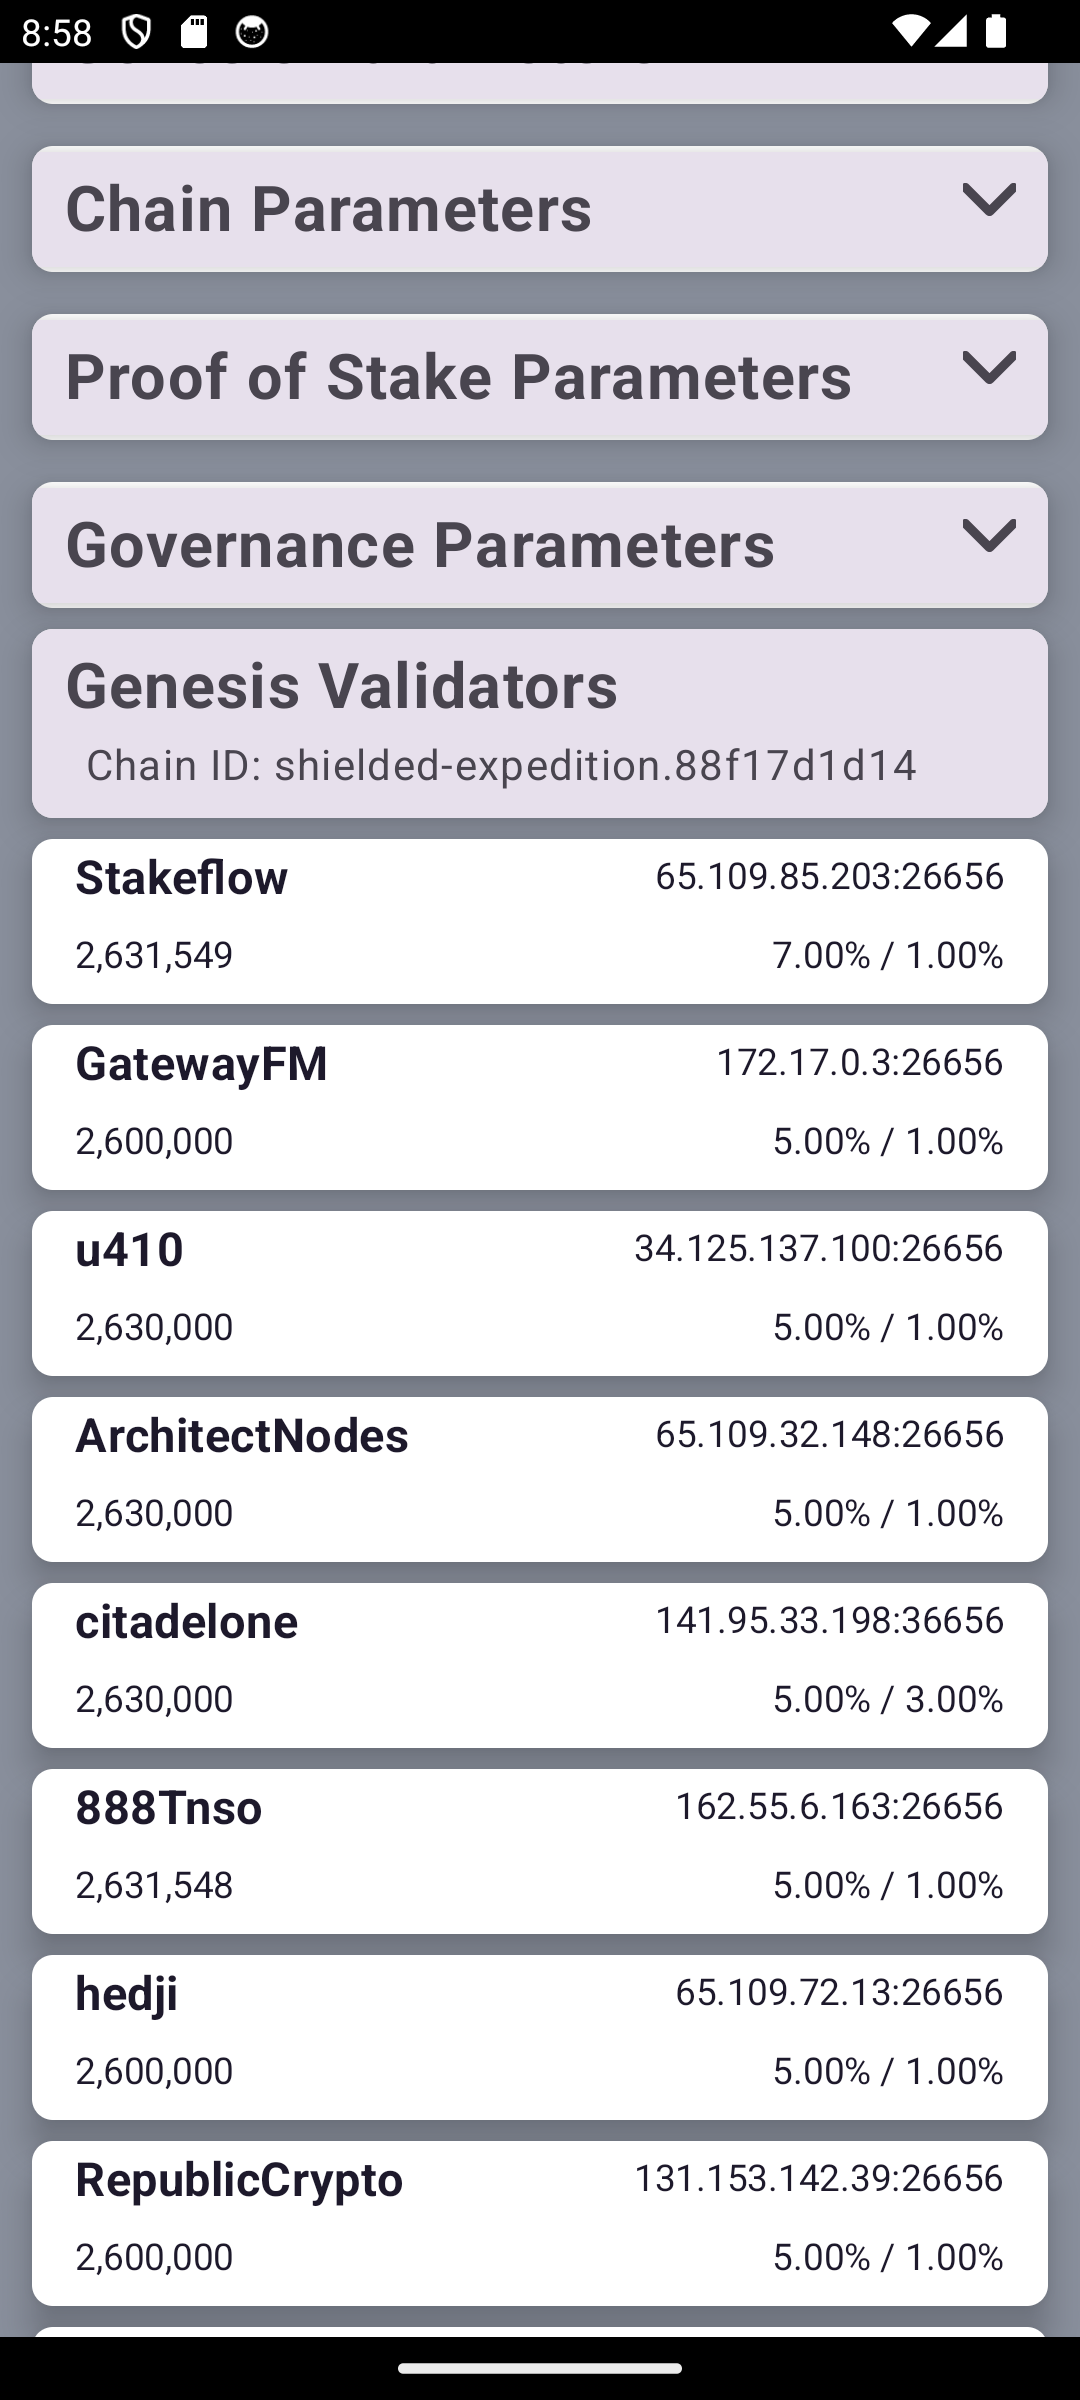 8:58
Chain Parameters
Proof of Stake Parameters
Governance Parameters
Genesis Validators
Chain ID: shielded-expedition.88f17d1d14
Stakeflow 65.109.85.203:26656
2,631,549 7.00% / 1.00%
GatewayFM 172.17.0.3:26656
2,600,000 5.00% / 1.00%
u410 34.125.137.100:26656
2,630,000 5.00% / 1.00%
ArchitectNodes 65.109.32.148:26656
2,630,000 5.00% / 1.00%
citadelone 141.95.33.198:36656
2,630,000 5.00% / 3.00%
888Tnso 162.55.6.163:26656
2,631,548 5.00% / 1.00%
hedji 65.109.72.13:26656
2,600,000 5.00% / 1.00%
RepublicCrypto 131.153.142.39:26656
2,600,000 5.00% / 1.00%